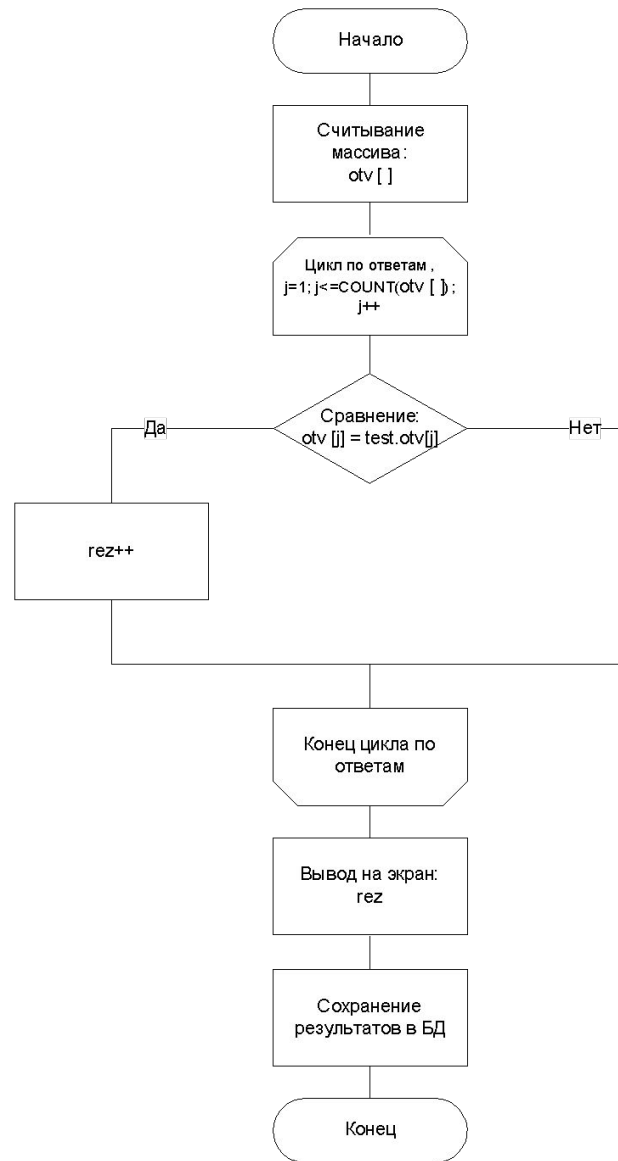 Начало
Считывание
массива:
otv [ ]
Цикл по ответам ,
j=1; j<=COUNT(otv [ ]) ;
j++
Сравнение:
otv [j] = test.otv[j]
Да
Нет
rez++
Конец цикла по
ответам
Вывод на экран:
rez
Сохранение
результатов в БД
Конец